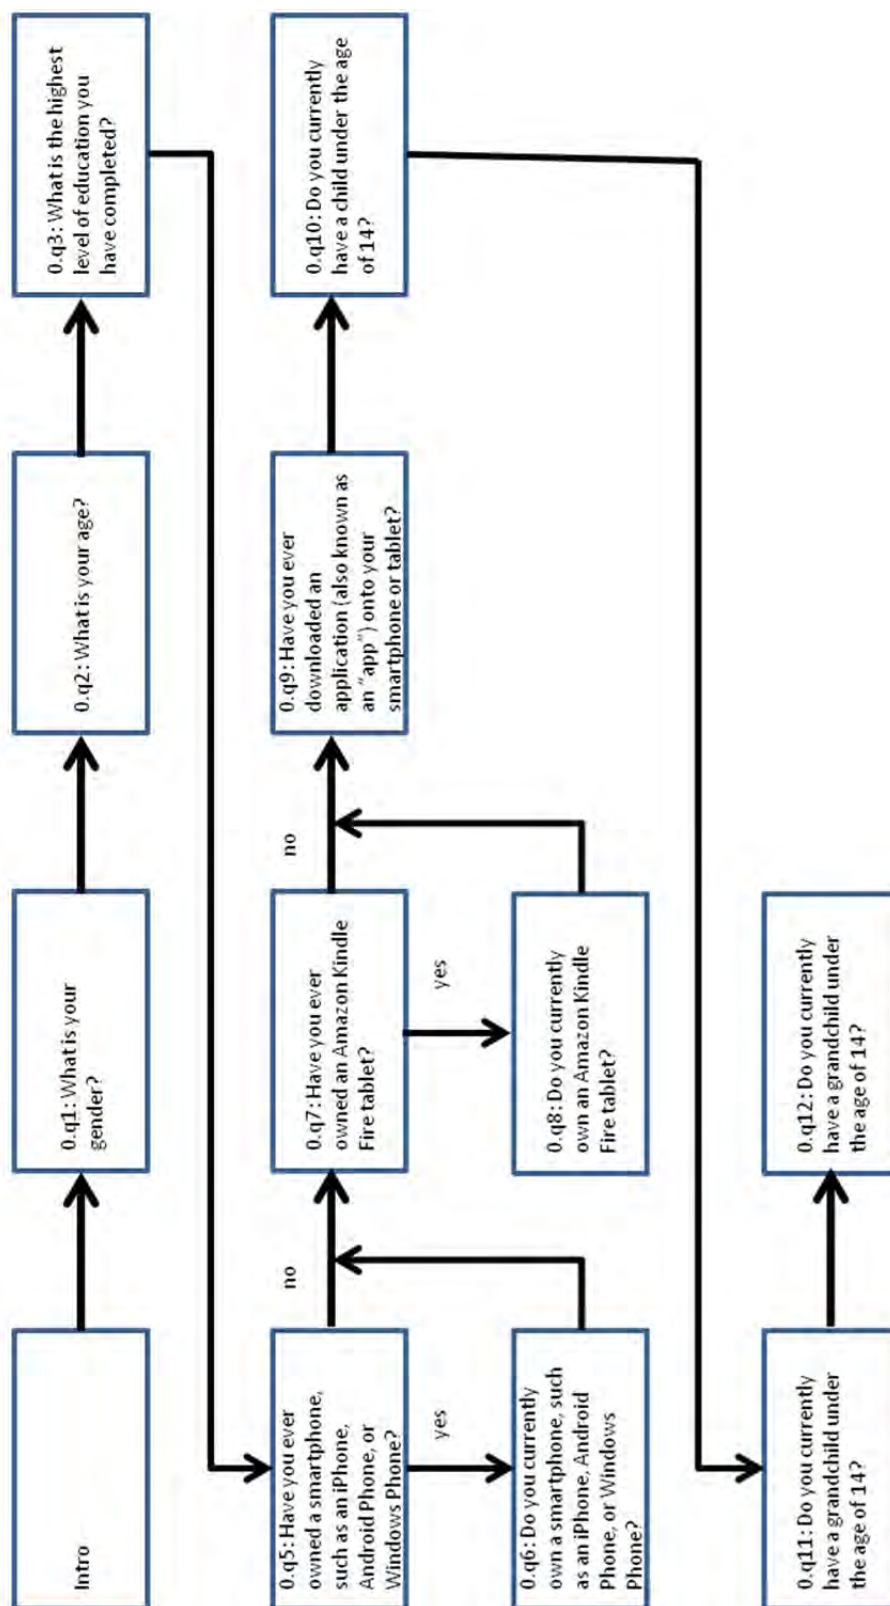 Intro
0.q1: What is your
gender?
0.q2: What is your age?
0.q3: What is the highest
level of education you
have completed?
0.q5: Have you ever
owned a smartphone,
such as an iPhone,
Android Phone, or
Windows Phone?
no
yes
0.q6: Do you currently
own a smartphone, such
as an iPhone, Android
Phone, or Windows
Phone?
0.q7: Have you ever
owned an Amazon Kindle
Fire tablet?
no
yes
0.q8: Do you currently
own an Amazon Kindle
Fire tablet?
0.q9: Have you ever
downloaded an
application (also known as
an “app”) onto your
smartphone or tablet?
0.q10: Do you currently
have a child under the age
of 14?
0.q11: Do you currently
have a grandchild under
the age of 14?
0.q12: Do you currently
have a grandchild under
the age of 14?